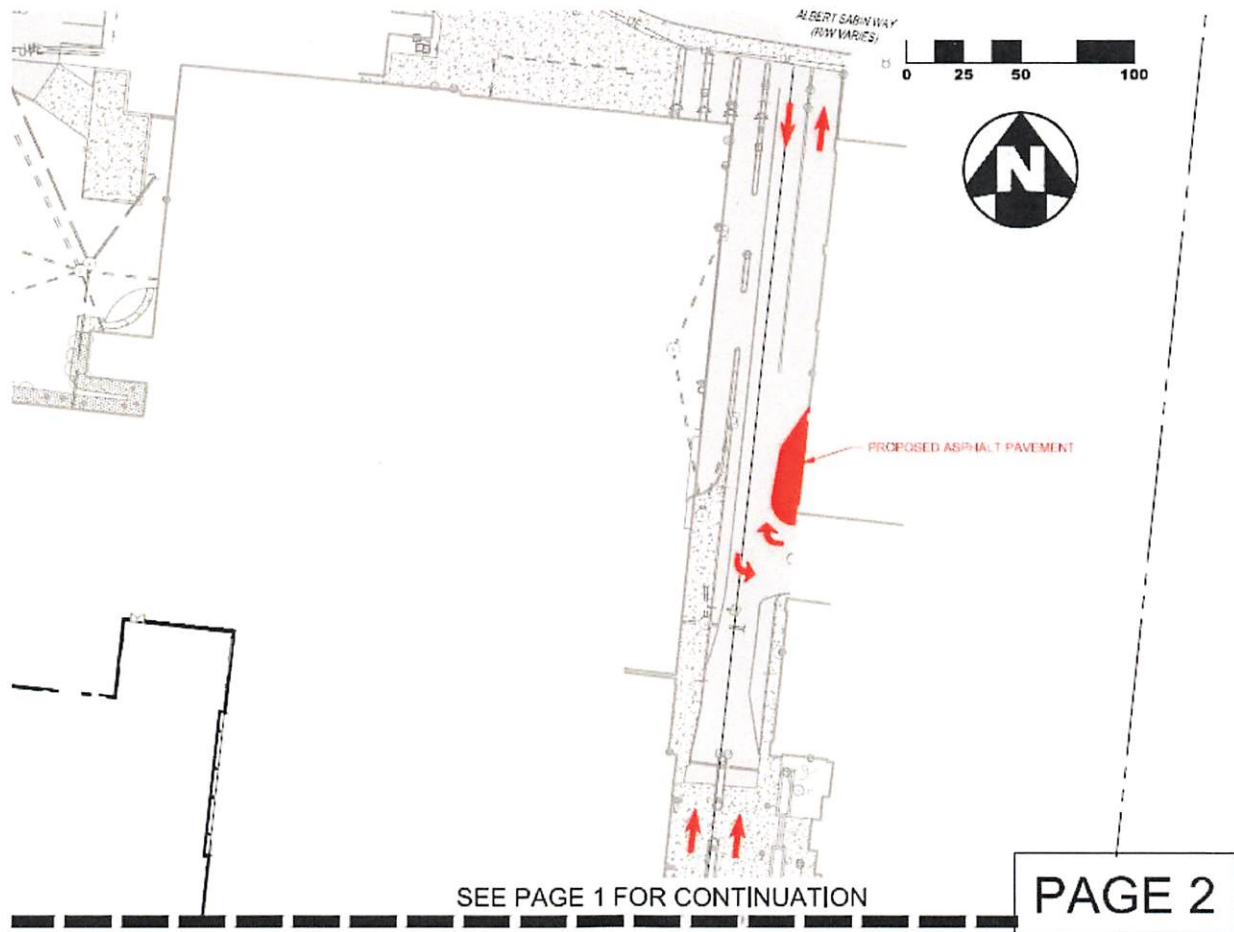 ALBERT SABIN WAY
(R/W VARIES)
0 25 50 100
N
PROPOSED ASPHALT PAVEMENT
SEE PAGE 1 FOR CONTINUATION
PAGE 2